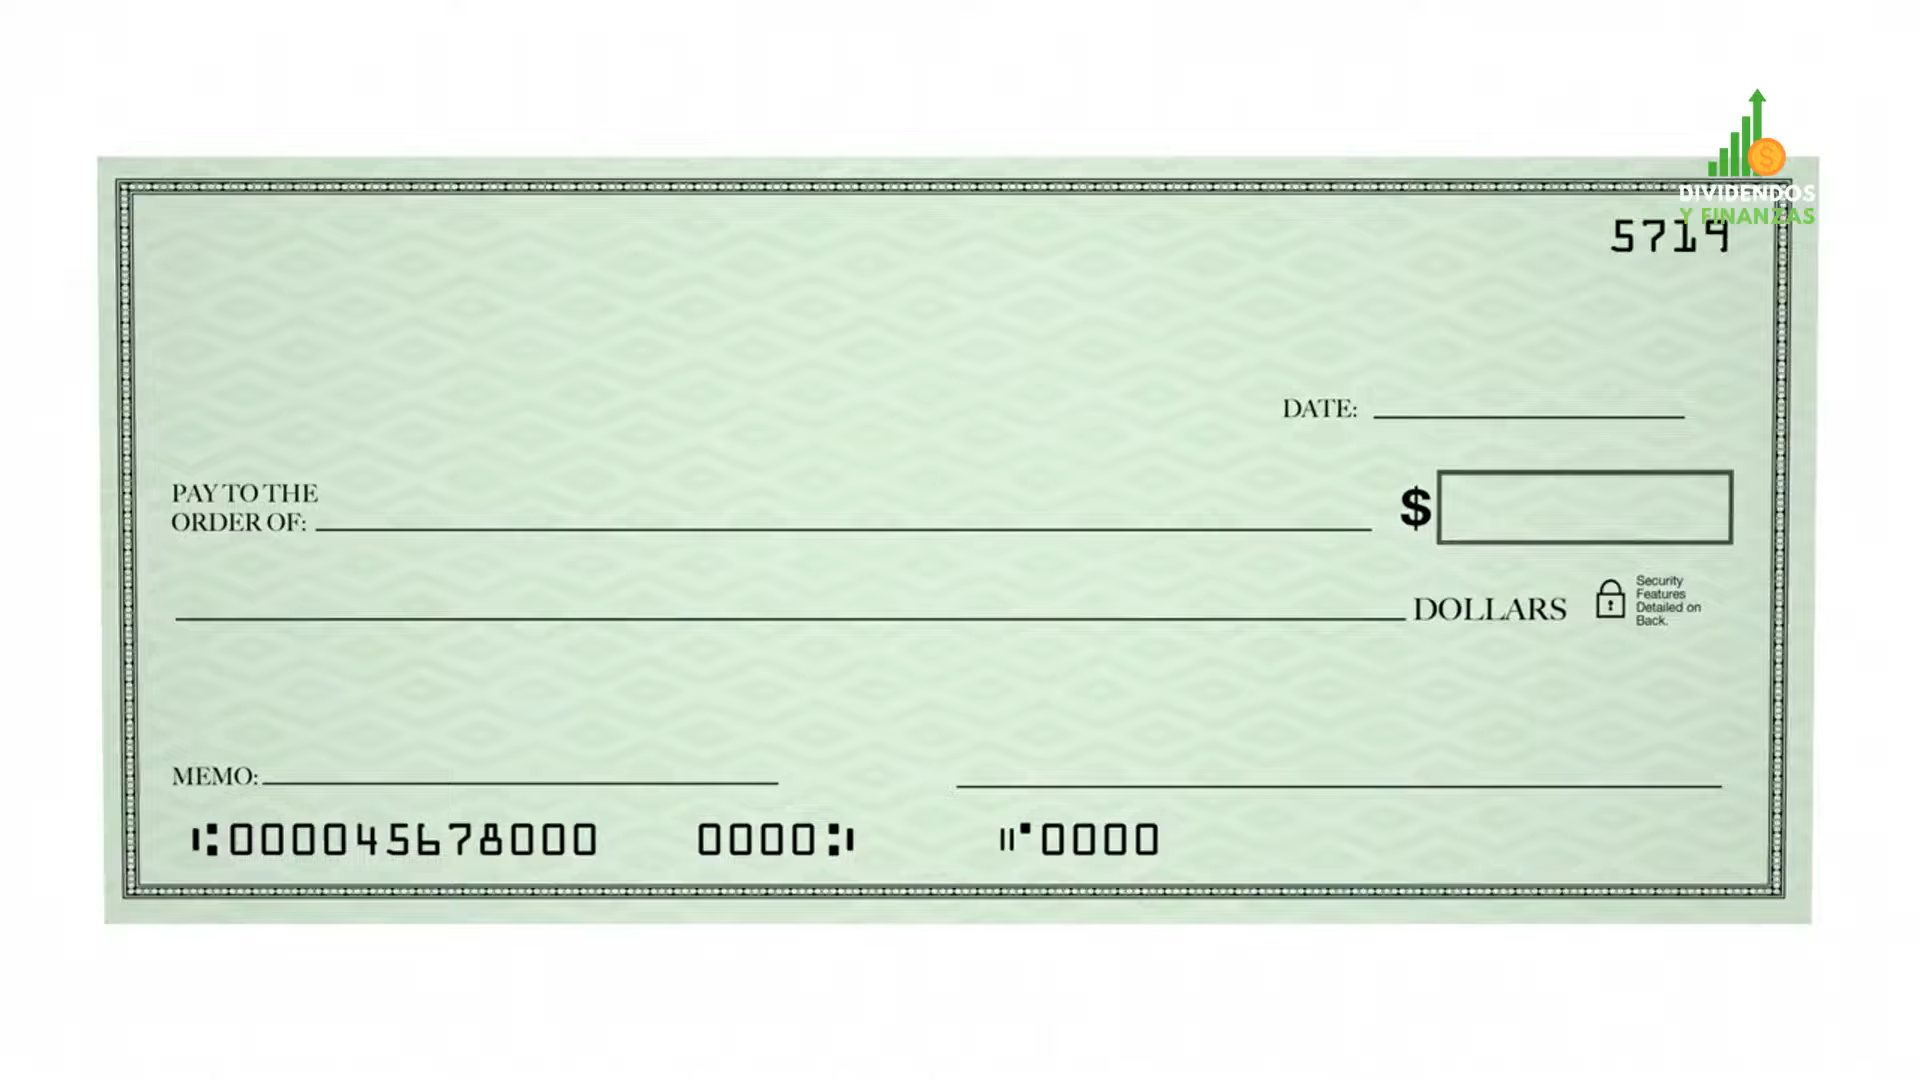 DIVIDENDOS
Y FINANZAS
5719
DATE:
PAY TO THE
ORDER OF:
$
DOLLARS
Security
Features
Detailed on
Back.
MEMO:
⑆000045678000 0000⑆ ⑈0000